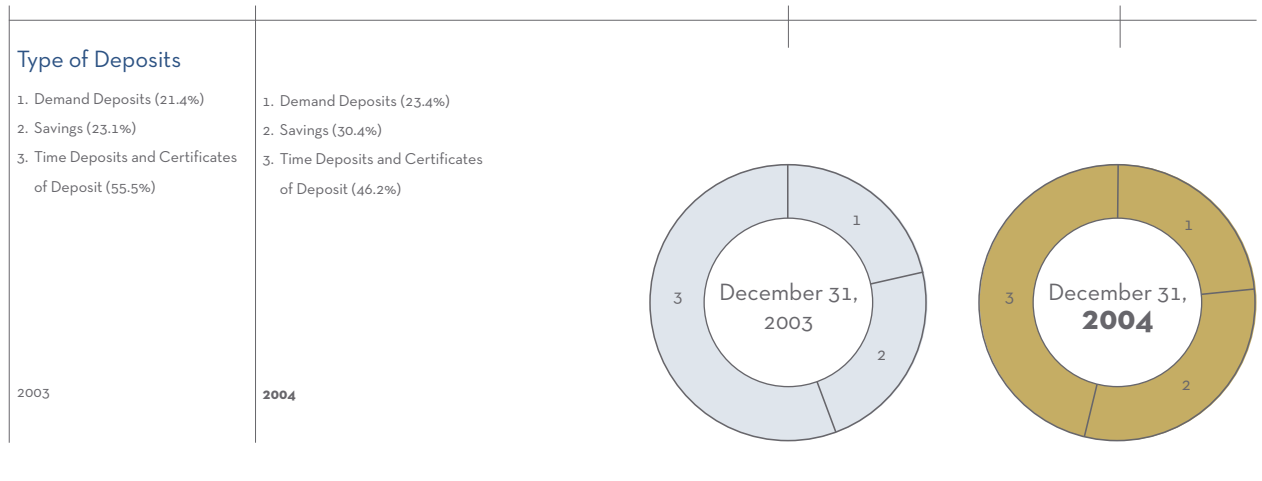 Type of Deposits
1. Demand Deposits (21.4%)
2. Savings (23.1%)
3. Time Deposits and Certificates
of Deposit (55.5%)
2003
1. Demand Deposits (23.4%)
2. Savings (30.4%)
3. Time Deposits and Certificates
of Deposit (46.2%)
2004
1
2
3
December 31,
2003
1
2
3
December 31,
2004